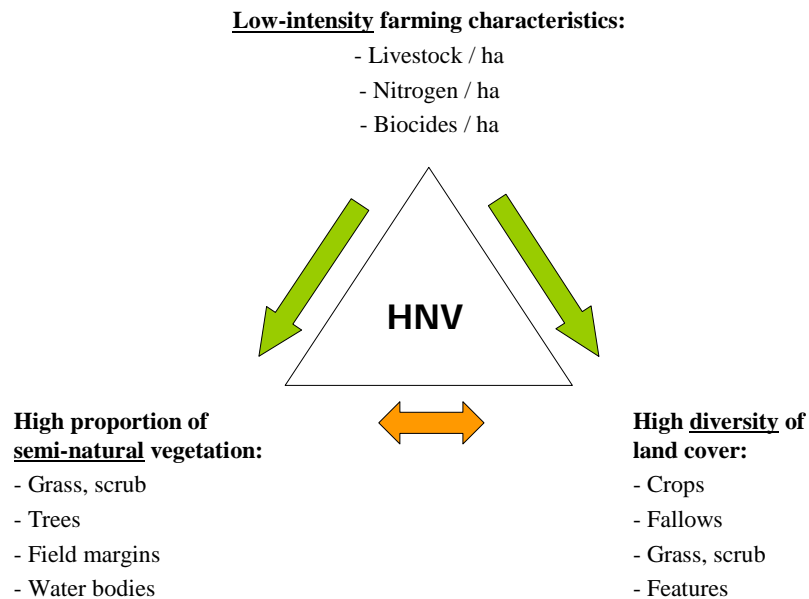 Low-intensity farming characteristics:
- Livestock / ha
- Nitrogen / ha
- Biocides / ha
HNV
High proportion of
semi-natural vegetation:
- Grass, scrub
- Trees
- Field margins
- Water bodies
High diversity of
land cover:
- Crops
- Fallows
- Grass, scrub
- Features